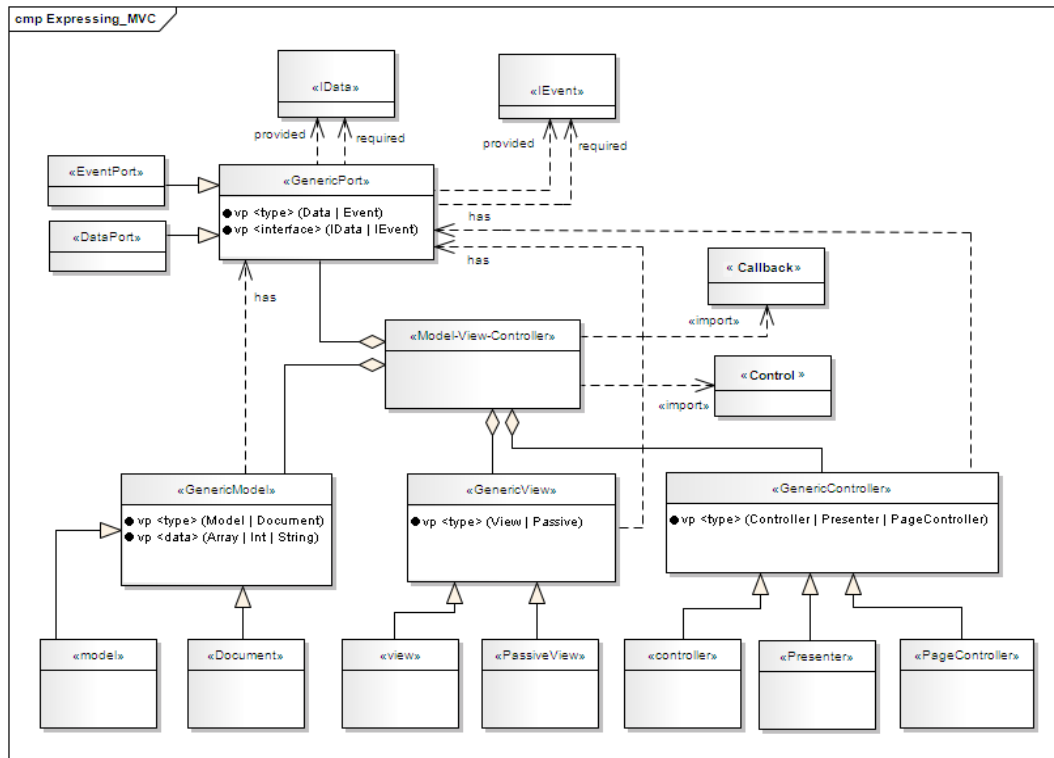 cmp Expressing_MVC
«IData»
«IEvent»
provided
required
provided
required
«EventPort»
«GenericPort»
● vp <type> (Data | Event)
● vp <interface> (IData | IEvent)
has
has
«DataPort»
« Callback»
has
«import»
«Model-View-Controller»
« Control »
«import»
«GenericModel»
● vp <type> (Model | Document)
● vp <data> (Array | Int | String)
«GenericView»
● vp <type> (View | Passive)
«GenericController»
● vp <type> (Controller | Presenter | PageController)
«model»
«Document»
«view»
«PassiveView»
«controller»
«Presenter»
«PageController»